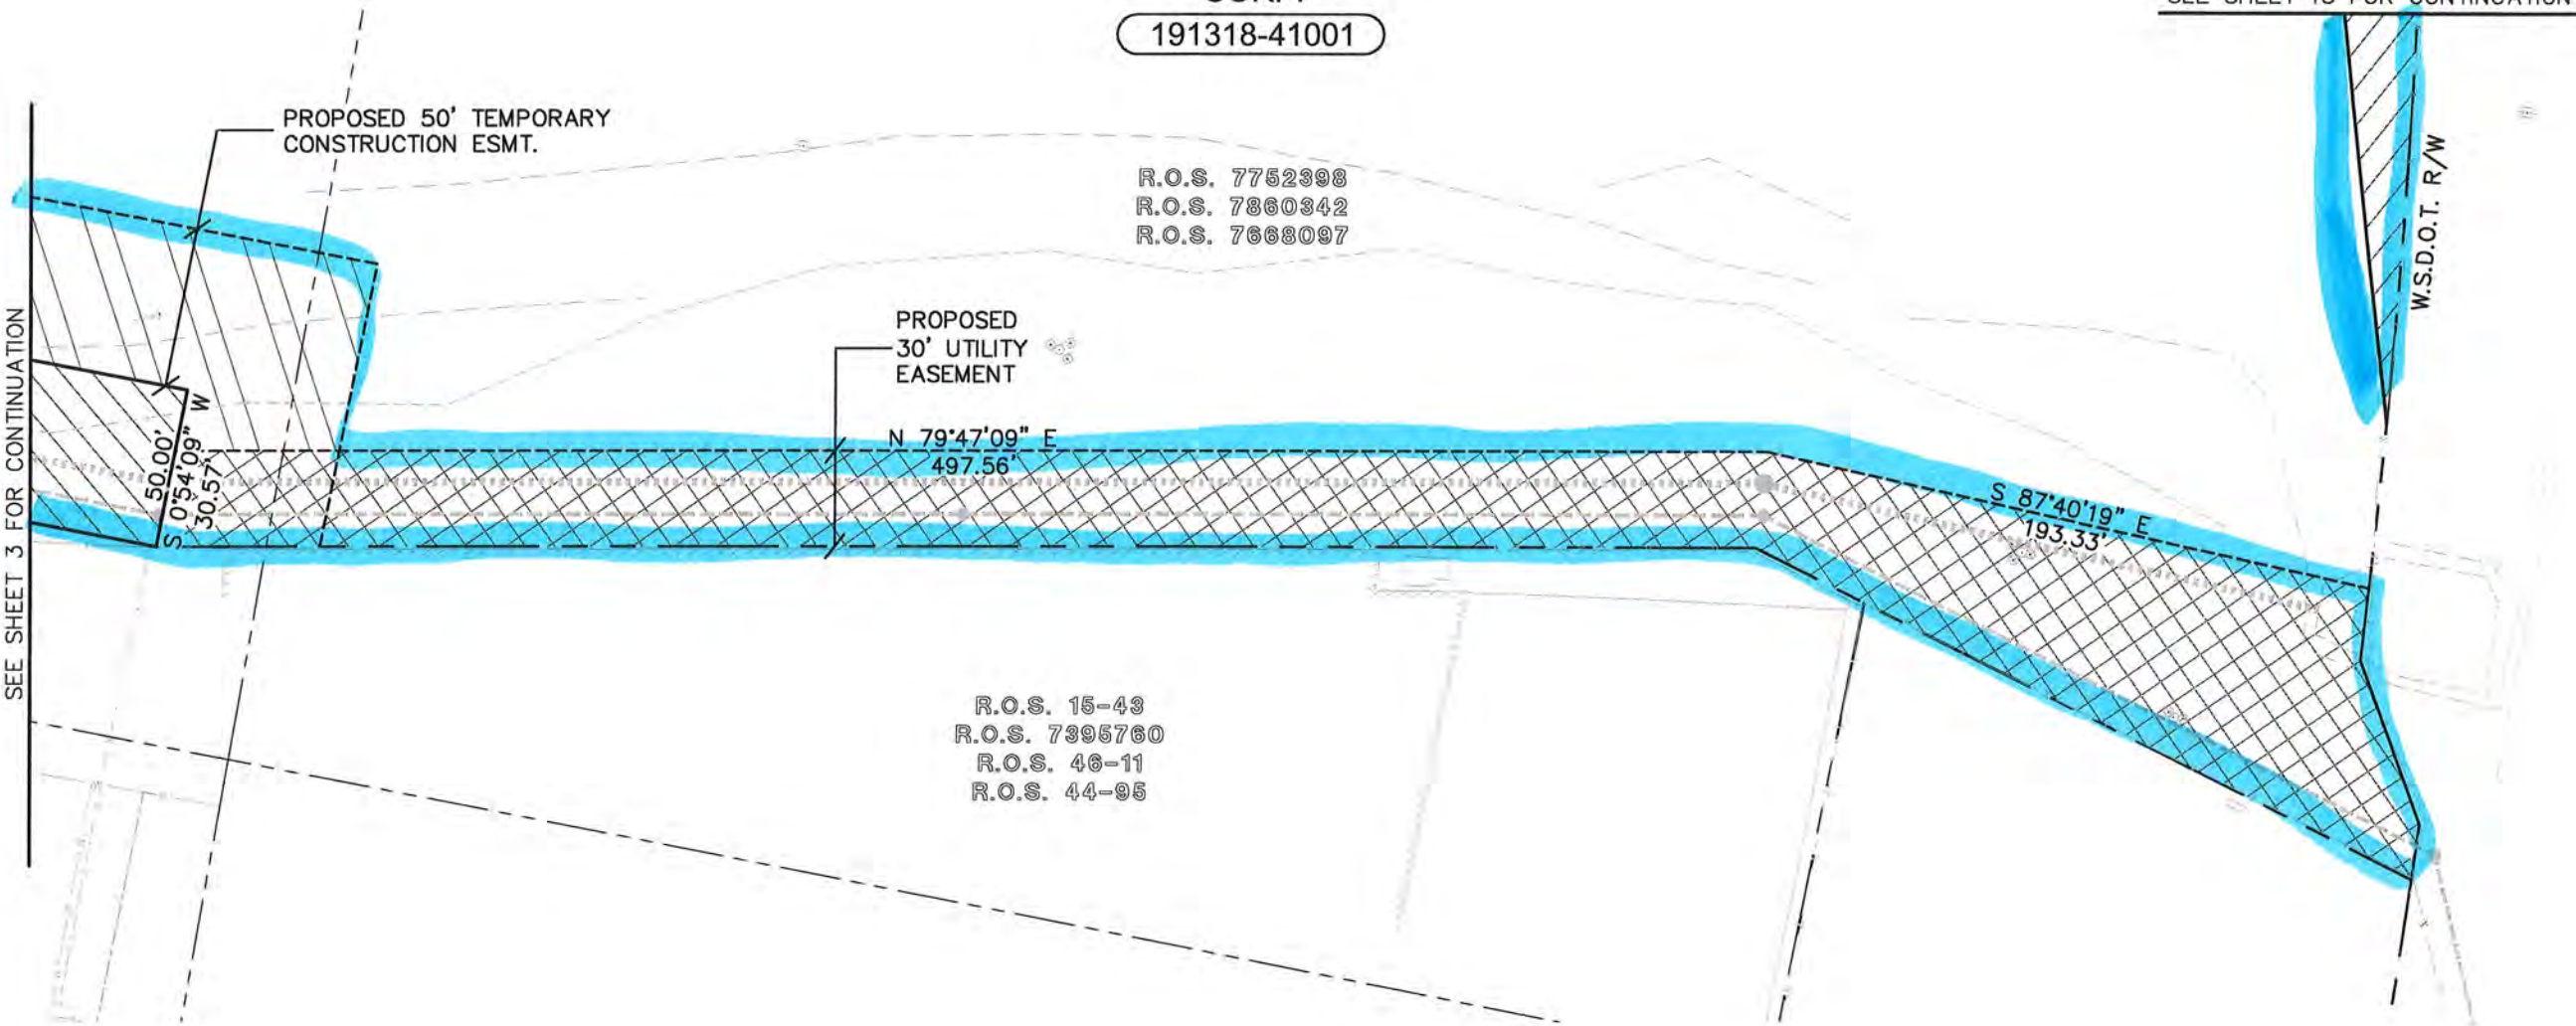 191318-41001
PROPOSED 50' TEMPORARY
CONSTRUCTION ESMT.
R.O.S. 7752398
R.O.S. 7860342
R.O.S. 7668097
W.S.D.O.T. R/W
SEE SHEET 3 FOR CONTINUATION
PROPOSED
30' UTILITY
EASEMENT
50.00'
S 0°54'09" W
30.57'
N 79°47'09" E
497.56'
S 87°40'19" E
193.33'
R.O.S. 15-43
R.O.S. 7395760
R.O.S. 46-11
R.O.S. 44-95